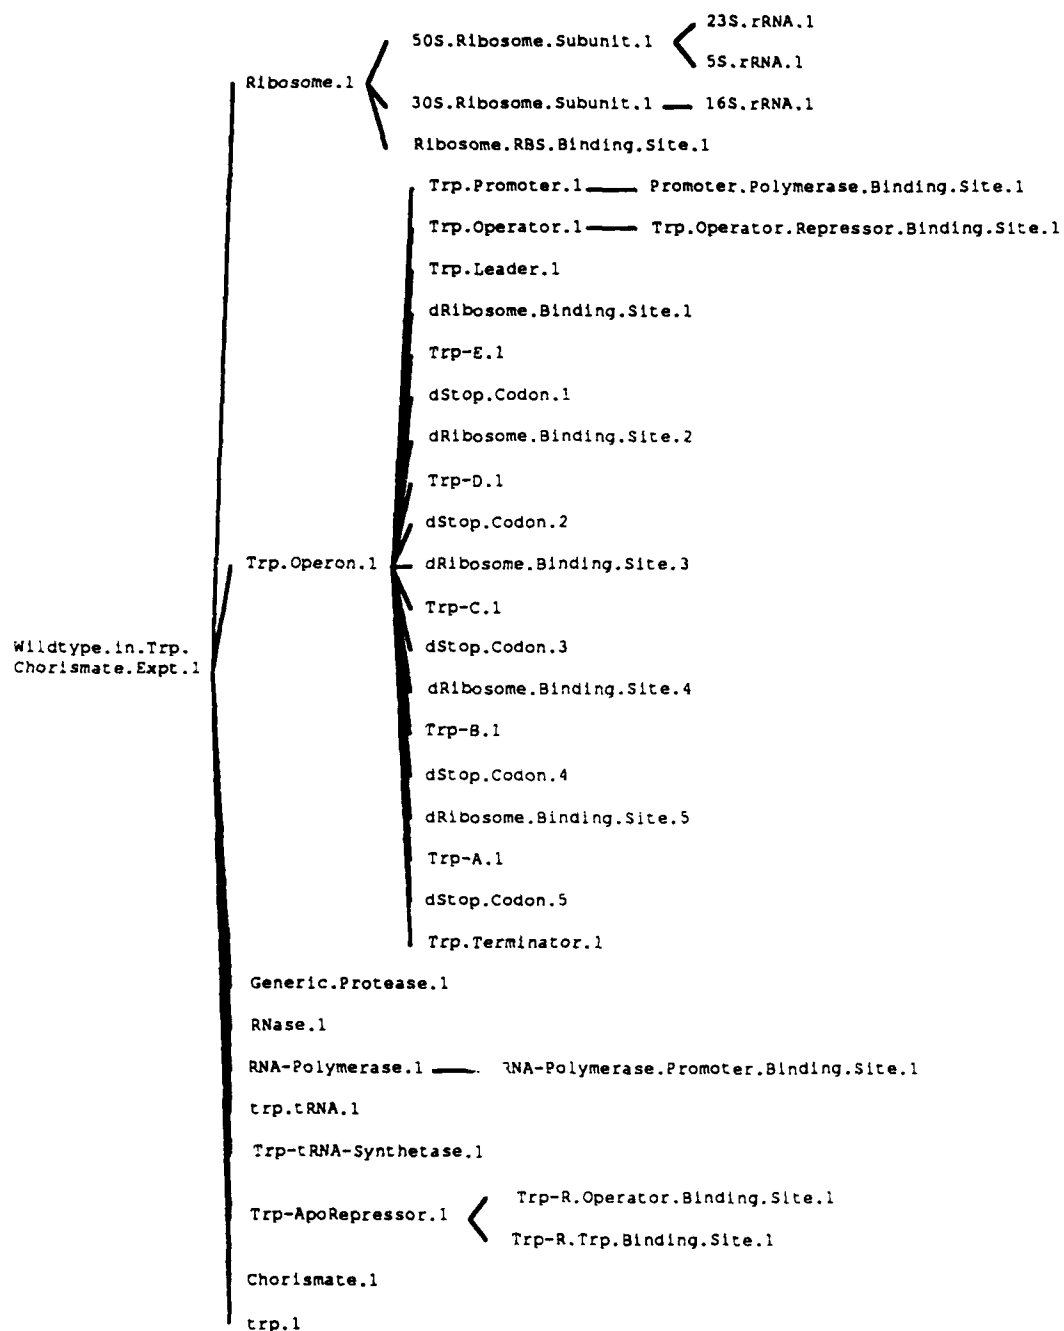 23S.rRNA.1
50S.Ribosome.Subunit.1
5S.rRNA.1
Ribosome.1
30S.Ribosome.Subunit.1
16S.rRNA.1
Ribosome.RBS.Binding.Site.1
Trp.Promoter.1
Promoter.Polymerase.Binding.Site.1
Trp.Operator.1
Trp.Operator.Repressor.Binding.Site.1
Trp.Leader.1
dRibosome.Binding.Site.1
Trp-E.1
dStop.Codon.1
dRibosome.Binding.Site.2
Trp-D.1
dStop.Codon.2
Trp.Operon.1
dRibosome.Binding.Site.3
Trp-C.1
Wildtype.in.Trp.
Chorismate.Expt.1
dStop.Codon.3
dRibosome.Binding.Site.4
Trp-B.1
dStop.Codon.4
dRibosome.Binding.Site.5
Trp-A.1
dStop.Codon.5
Trp.Terminator.1
Generic.Protease.1
RNase.1
RNA-Polymerase.1
RNA-Polymerase.Promoter.Binding.Site.1
trp.tRNA.1
Trp-tRNA-Synthetase.1
Trp-R.Operator.Binding.Site.1
Trp-ApoRepressor.1
Trp-R.Trp.Binding.Site.1
Chorismate.1
trp.1